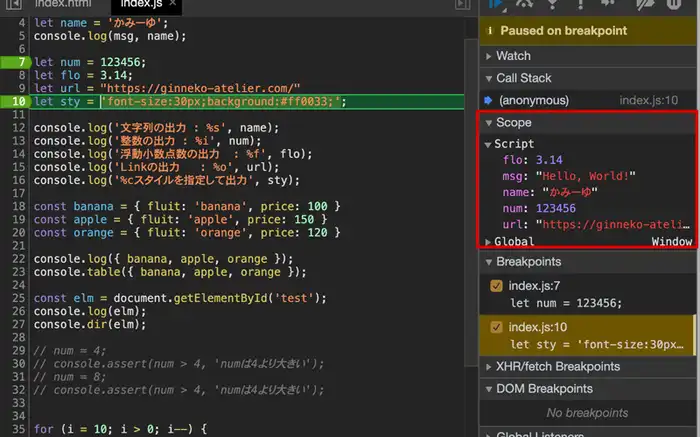 index.html
index.js
4 let name = 'かみーゆ';
5 console.log(msg, name);
7 let num = 123456;
8 let flo = 3.14;
9 let url = "https://ginneko-atelier.com/"
10 let sty = 'font-size:30px;background:#ff0033;';
11
12 console.log('文字列の出力 : %s', name);
13 console.log('整数の出力 : %i', num);
14 console.log('浮動小数点数の出力 : %f', flo);
15 console.log('Linkの出力 : %o', url);
16 console.log('%cスタイルを指定して出力', sty);
17
18 const banana = { fluit: 'banana', price: 100 }
19 const apple = { fluit: 'apple', price: 150 }
20 const orange = { fluit: 'orange', price: 120 }
21
22 console.log({ banana, apple, orange });
23 console.table({ banana, apple, orange });
24
25 const elm = document.getElementById('test');
26 console.log(elm);
27 console.dir(elm);
28
29 // num = 4;
30 // console.assert(num > 4, 'numは4より大きい');
31 // num = 8;
32 // console.assert(num > 4, 'numは4より大きい');
33
34
35 for (i = 10; i > 0; i--) {
Paused on breakpoint
Watch
Call Stack
(anonymous) index.js:10
Scope
Script
flo: 3.14
msg: "Hello, World!"
name: "かみーゆ"
num: 123456
url: "https://ginneko-ateli…
Global Window
Breakpoints
index.js:7
let num = 123456;
index.js:10
let sty = 'font-size:30px…
XHR/fetch Breakpoints
DOM Breakpoints
No breakpoints
Global Listeners